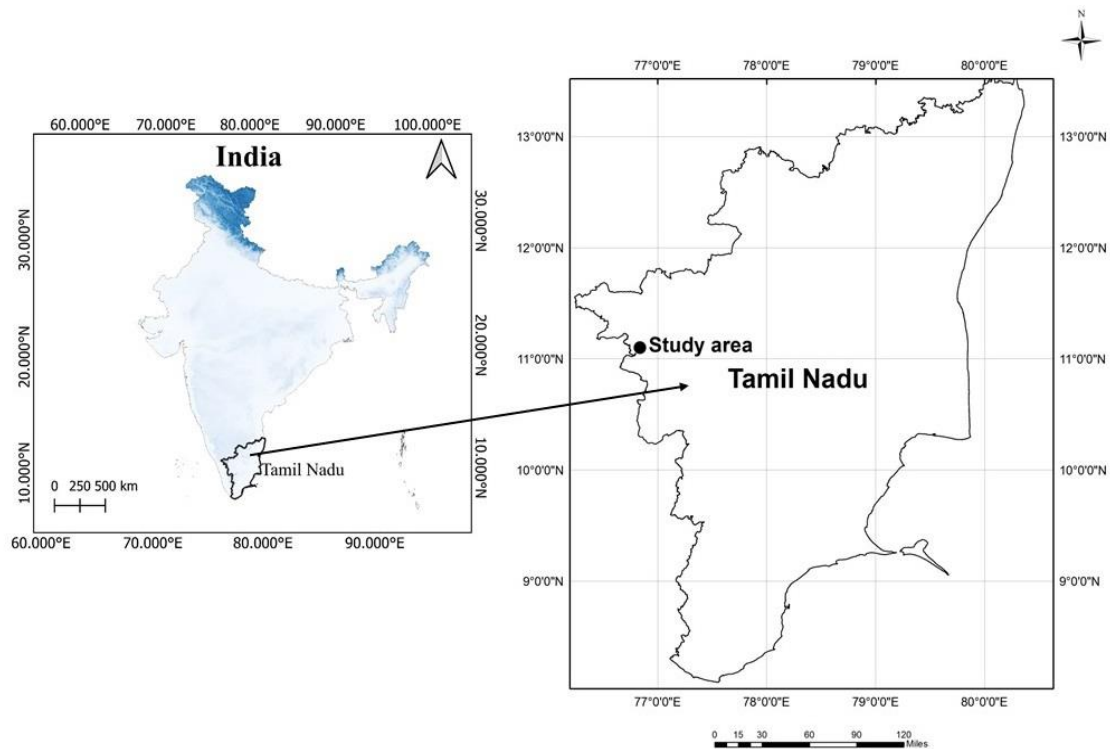 60.000°E 70.000°E 80.000°E 90.000°E 100.000°E
India
30.000°N
20.000°N
10.000°N
30.000°N
20.000°N
10.000°N
Tamil Nadu
0 250 500 km
60.000°E 70.000°E 80.000°E 90.000°E
N
77°0'0"E 78°0'0"E 79°0'0"E 80°0'0"E
13°0'0"N 13°0'0"N
12°0'0"N 12°0'0"N
Study area
11°0'0"N 11°0'0"N
Tamil Nadu
10°0'0"N 10°0'0"N
9°0'0"N 9°0'0"N
77°0'0"E 78°0'0"E 79°0'0"E 80°0'0"E
0 15 30 60 90 120
Miles